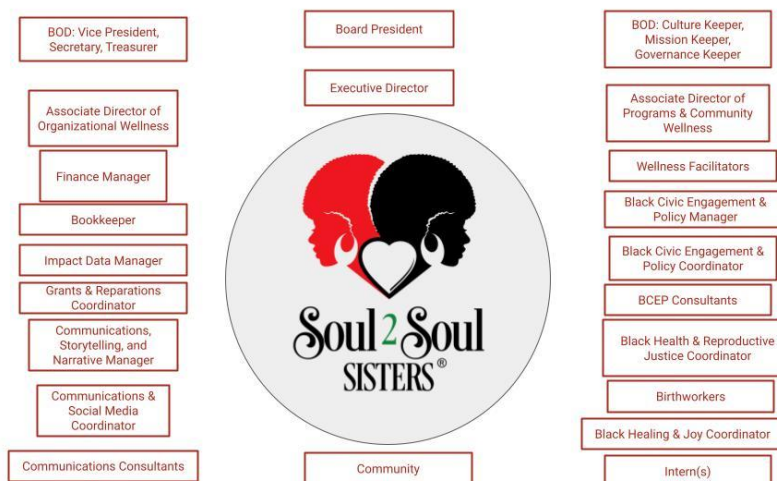 BOD: Vice President,
Secretary, Treasurer
Associate Director of
Organizational Wellness
Finance Manager
Bookkeeper
Impact Data Manager
Grants & Reparations
Coordinator
Communications,
Storytelling, and
Narrative Manager
Communications &
Social Media
Coordinator
Communications Consultants
Board President
Executive Director
Soul 2 Soul
SISTERS®
Community
BOD: Culture Keeper,
Mission Keeper,
Governance Keeper
Associate Director of
Programs & Community
Wellness
Wellness Facilitators
Black Civic Engagement &
Policy Manager
Black Civic Engagement &
Policy Coordinator
BCEP Consultants
Black Health & Reproductive
Justice Coordinator
Birthworkers
Black Healing & Joy Coordinator
Intern(s)